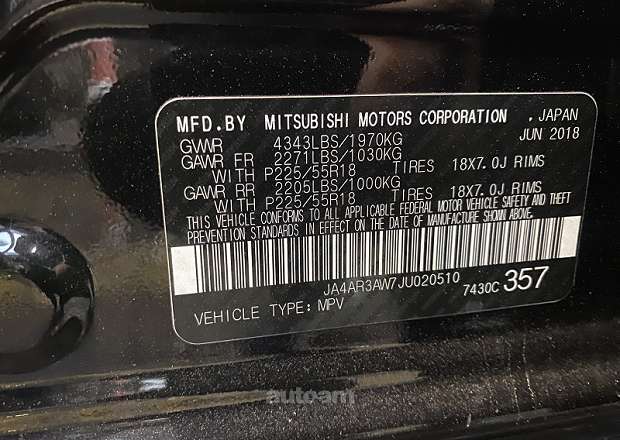 MFD.BY MITSUBISHI MOTORS CORPORATION , JAPAN
GVWR 4343LBS/1970KG JUN 2018
GAWR FR 2271LBS/1030KG
WITH P225/55R18 TIRES 18X7.0J RIMS
GAWR RR 2205LBS/1000KG
WITH P225/55R18 TIRES 18X7.0J RIMS
THIS VEHICLE CONFORMS TO ALL APPLICABLE FEDERAL MOTOR VEHICLE SAFETY AND THEFT
PREVENTION STANDARDS IN EFFECT ON THE DATE OF MANUFACTURE SHOWN ABOVE.
JA4AR3AW7JU020510 7430C 357
VEHICLE TYPE: MPV
autoam